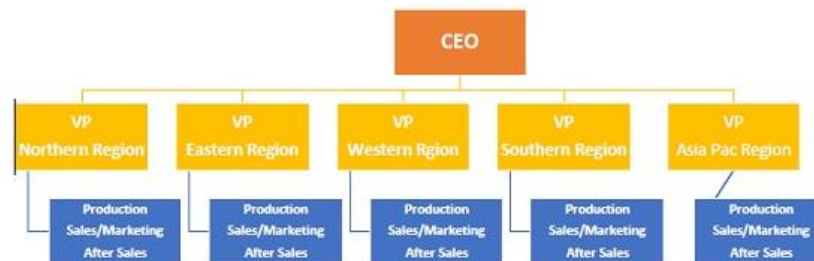 CEO
VP
Northern Region
VP
Eastern Region
VP
Western Rgion
VP
Southern Region
VP
Asia Pac Region
Production
Sales/Marketing
After Sales
Production
Sales/Marketing
After Sales
Production
Sales/Marketing
After Sales
Production
Sales/Marketing
After Sales
Production
Sales/Marketing
After Sales